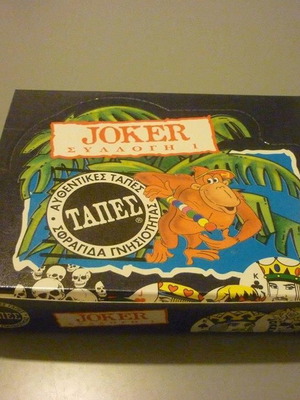 JOKER
ΣΥΛΛΟΓΗ 1
ΑΥΘΕΝΤΙΚΕΣ ΤΑΠΕΣ
ΤΑΠΕΣ
®
ΣΦΡΑΓΙΔΑ ΓΝΗΣΙΟΤΗΤΑΣ
K
JOKER